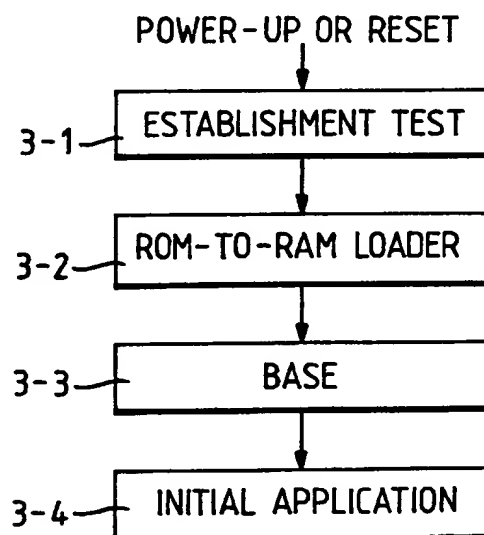 POWER-UP OR RESET
3-1 ESTABLISHMENT TEST
3-2 ROM-TO-RAM LOADER
3-3 BASE
3-4 INITIAL APPLICATION